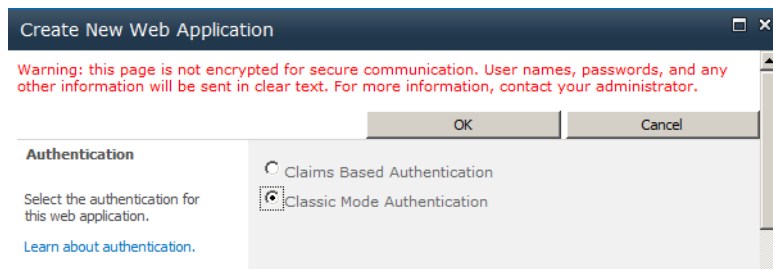 Create New Web Application
Warning: this page is not encrypted for secure communication. User names, passwords, and any
other information will be sent in clear text. For more information, contact your administrator.
OK Cancel
Authentication
Select the authentication for
this web application.
Learn about authentication.
Claims Based Authentication
Classic Mode Authentication